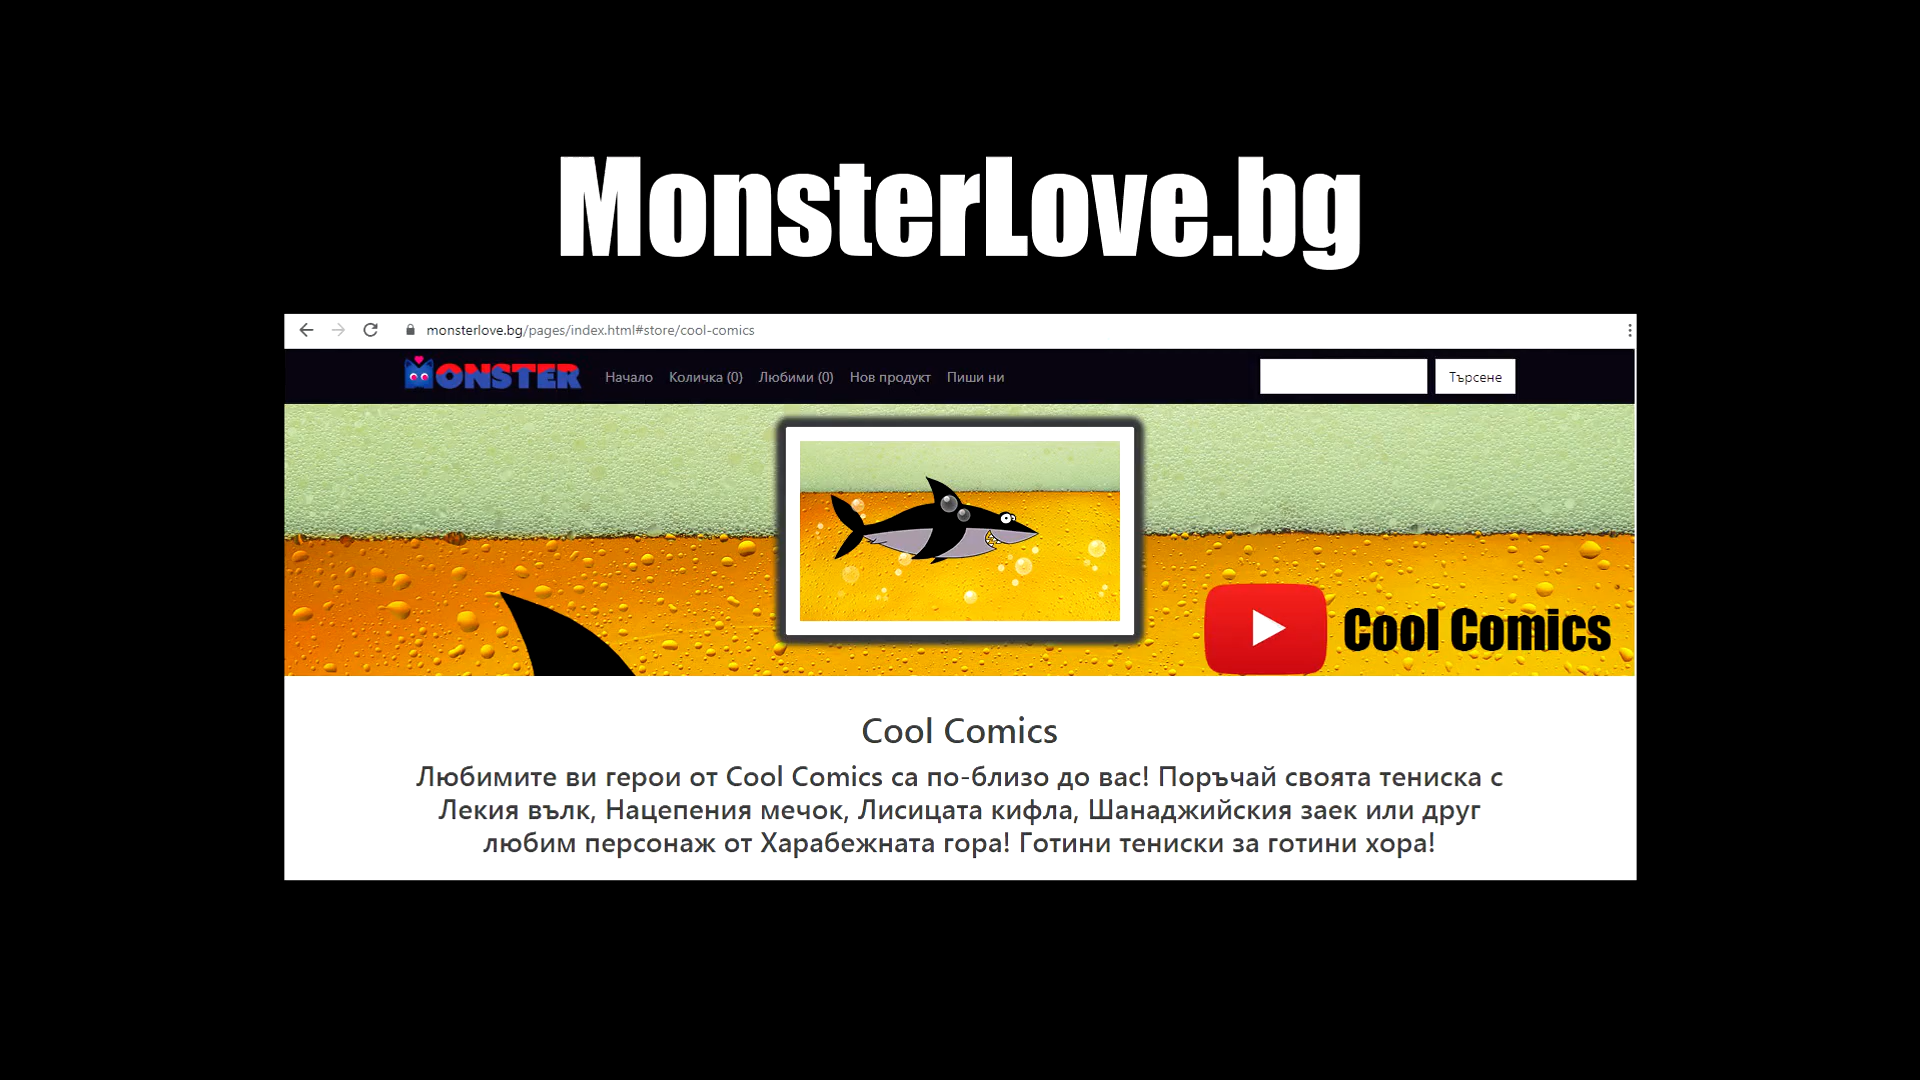 MonsterLove.bg
monsterlove.bg/pages/index.html#store/cool-comics
MONSTER Начало Количка (0) Любими (0) Нов продукт Пиши ни Търсене
Cool Comics
Cool Comics
Любимите ви герои от Cool Comics са по-близо до вас! Поръчай своята тениска с
Лекия вълк, Нацепения мечок, Лисицата кифла, Шанаджийския заек или друг
любим персонаж от Харабежната гора! Готини тениски за готини хора!